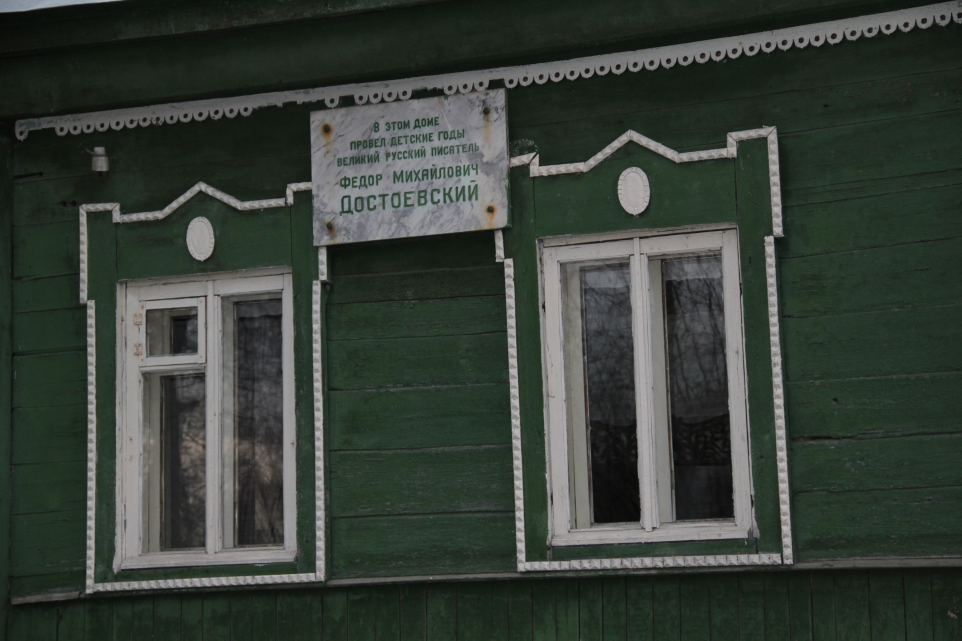 В ЭТОМ ДОМЕ
ПРОВЕЛ ДЕТСКИЕ ГОДЫ
ВЕЛИКИЙ РУССКИЙ ПИСАТЕЛЬ
ФЕДОР МИХАЙЛОВИЧ
ДОСТОЕВСКИЙ